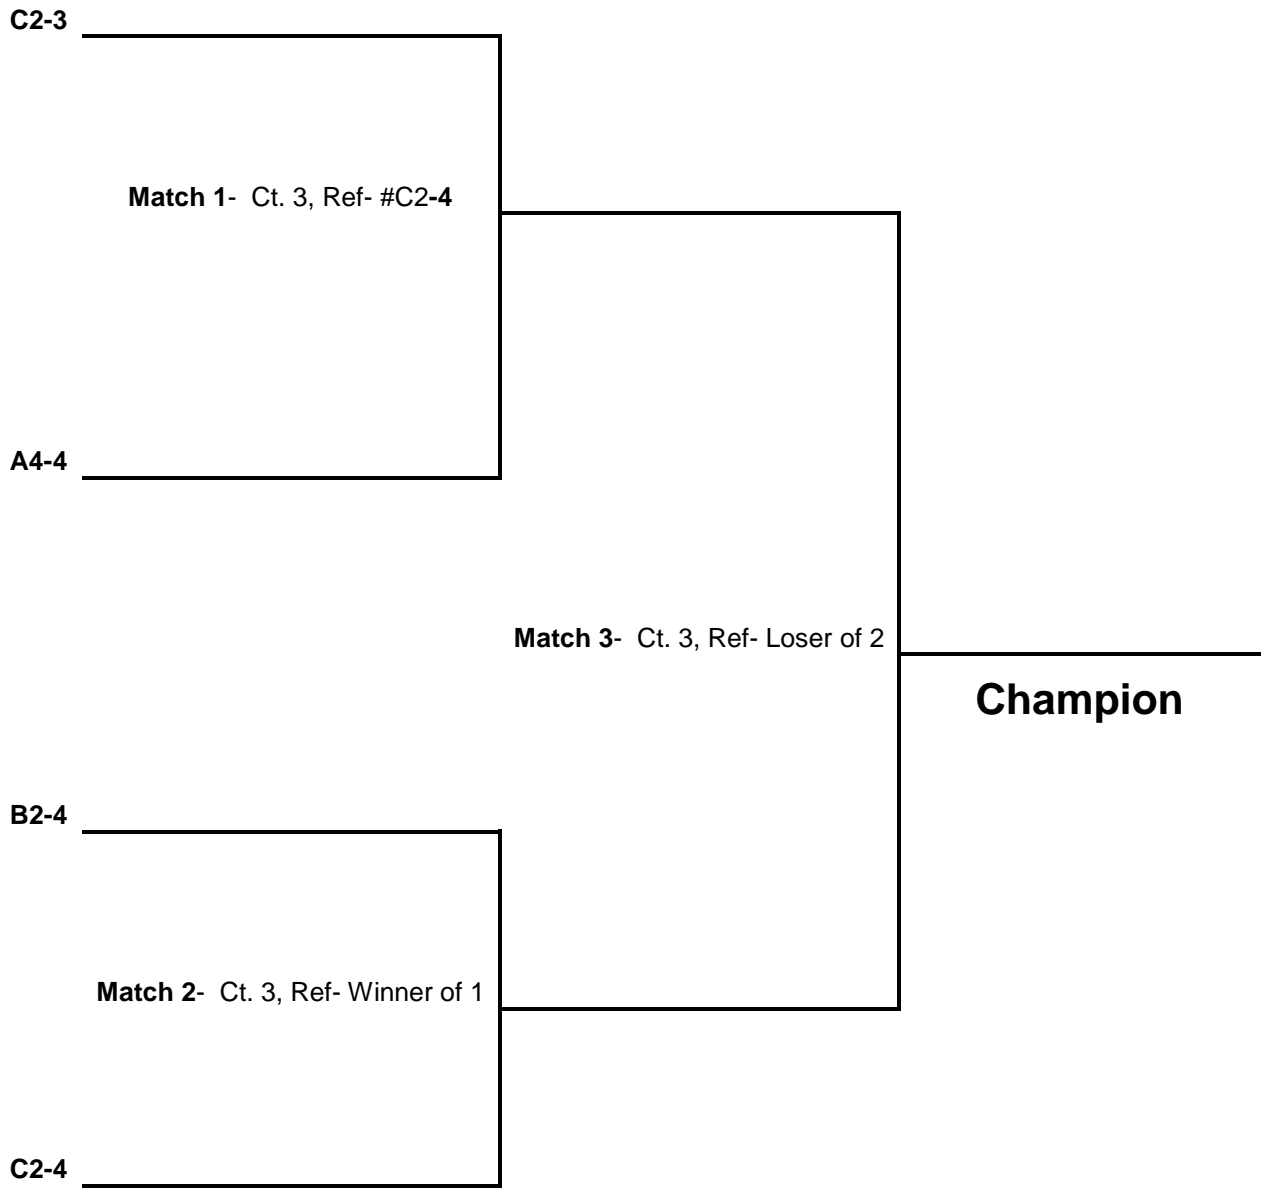 C2-3
Match 1-  Ct. 3, Ref- #C2-4
A4-4
Match 3-  Ct. 3, Ref- Loser of 2
Champion
B2-4
Match 2-  Ct. 3, Ref- Winner of 1
C2-4